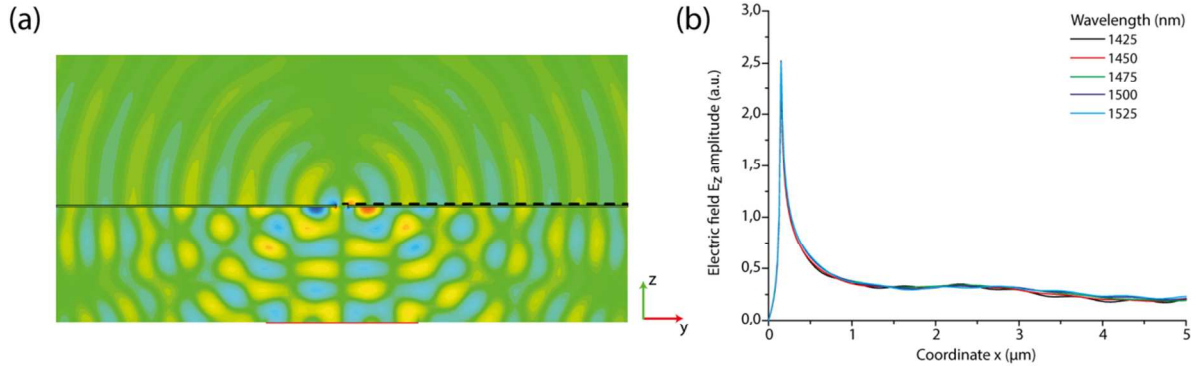 (a)
z
y
(b)
Electric field Ez amplitude (a.u.)
3,0
2,5
2,0
1,5
1,0
0,5
0,0
0
1
2
3
4
5
Coordinate x (μm)
Wavelength (nm)
1425
1450
1475
1500
1525